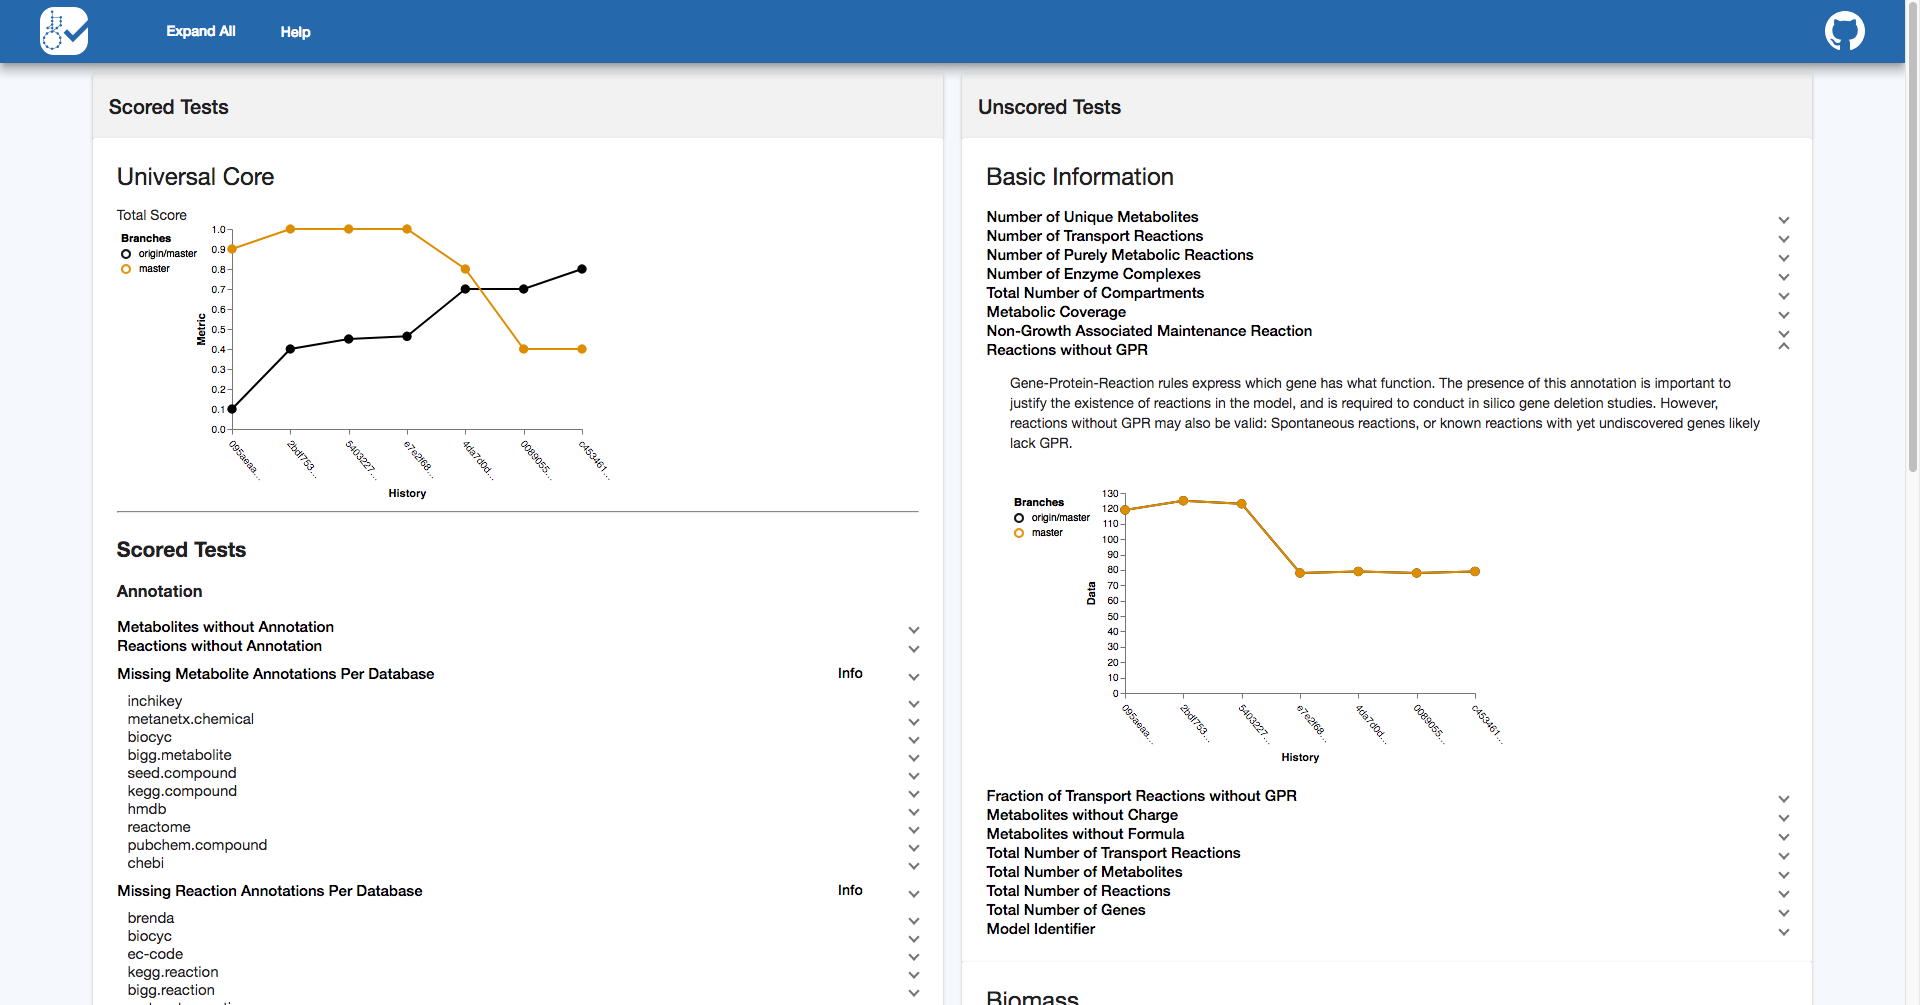 Expand All
Help
Scored Tests
Universal Core
Total Score
Branches
origin/master
master
1.0
0.9
0.8
0.7
0.6
0.5
0.4
0.3
0.2
0.1
0.0
Metric
095aeaa...
2bdf753...
5403227...
e7e2f68...
4da7d0d...
0089055...
c453461...
History
Scored Tests
Annotation
Metabolites without Annotation
Reactions without Annotation
Missing Metabolite Annotations Per Database Info
inchikey
metanetx.chemical
biocyc
bigg.metabolite
seed.compound
kegg.compound
hmdb
reactome
pubchem.compound
chebi
Missing Reaction Annotations Per Database Info
brenda
biocyc
ec-code
kegg.reaction
bigg.reaction
Unscored Tests
Basic Information
Number of Unique Metabolites
Number of Transport Reactions
Number of Purely Metabolic Reactions
Number of Enzyme Complexes
Total Number of Compartments
Metabolic Coverage
Non-Growth Associated Maintenance Reaction
Reactions without GPR
Gene-Protein-Reaction rules express which gene has what function. The presence of this annotation is important to
justify the existence of reactions in the model, and is required to conduct in silico gene deletion studies. However,
reactions without GPR may also be valid: Spontaneous reactions, or known reactions with yet undiscovered genes likely
lack GPR.
Branches
origin/master
master
130
120
110
100
90
80
70
60
50
40
30
20
10
0
Data
095aeaa...
2bdf753...
5403227...
e7e2f68...
4da7d0d...
0089055...
c453461...
History
Fraction of Transport Reactions without GPR
Metabolites without Charge
Metabolites without Formula
Total Number of Transport Reactions
Total Number of Metabolites
Total Number of Reactions
Total Number of Genes
Model Identifier
Biomass